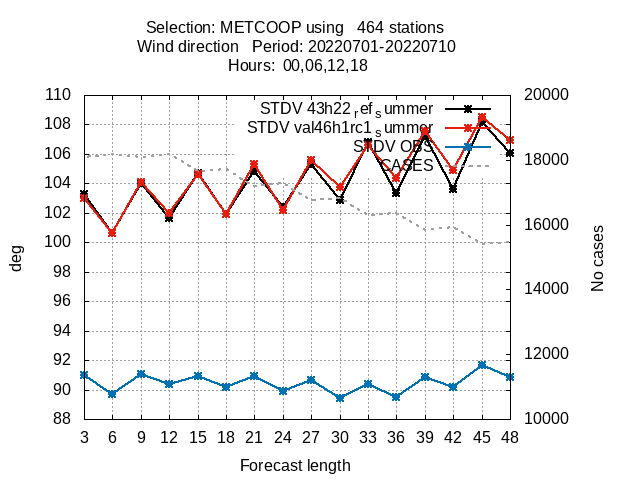 Selection: METCOOP using   464 stations
Wind direction   Period: 20220701-20220710
Hours: 00,06,12,18
110
108
106
104
102
100
98
96
94
92
90
88
20000
18000
16000
14000
12000
10000
STDV 43h22ref summer
STDV val46h1rc1summer
STDV OBS
CASES
deg
No cases
3 6 9 12 15 18 21 24 27 30 33 36 39 42 45 48
Forecast length